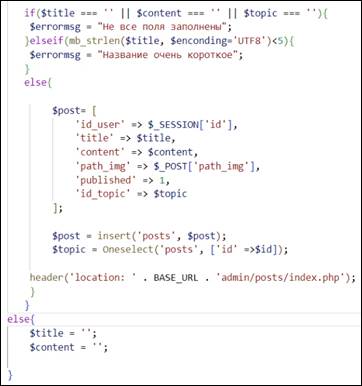 if($title === '' || $content === '' || $topic === ''){
$errormsg = "Не все поля заполнены";
}elseif(mb_strlen($title, $enconding='UTF8')<5){
$errormsg = "Название очень короткое";
}
else{
$post= [
'id_user' => $_SESSION['id'],
'title' => $title,
'content' => $content,
'path_img' => $_POST['path_img'],
'published' => 1,
'id_topic' => $topic
];
$post = insert('posts', $post);
$topic = Oneselect('posts', ['id' =>$id]);
header('location: ' . BASE_URL . 'admin/posts/index.php');
}
}
else{
$title = '';
$content = '';
}